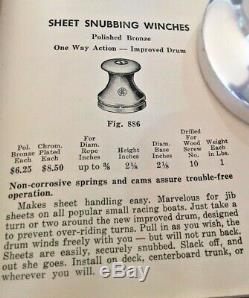 SHEET SNUBBING WINCHES
Polished Bronze
One Way Action — Improved Drum
Fig. 886
For Drilled
Pol. Chrom. Diam. Height Diam. For
Bronze Plated Rope Base Base Wood Weight
Each Each Inches Inches Inches Screw Each
No. in Lbs.
$6.25 $8.50 up to 2⅛ 2⅛ 10 1
Non-corrosive springs and cams assure trouble-free
operation.
Makes sheet handling easy. Marvelous for jib
sheets on all popular small racing boats. Just take a
turn or two around the new improved drum, designed
to prevent over-riding turns. Pull in as you wish, the
drum winds freely with you — but will not run back.
Sheets are easily, securely snubbed. Slack off, and
out she goes. Install on deck, centerboard trunk, or
wherever you will.